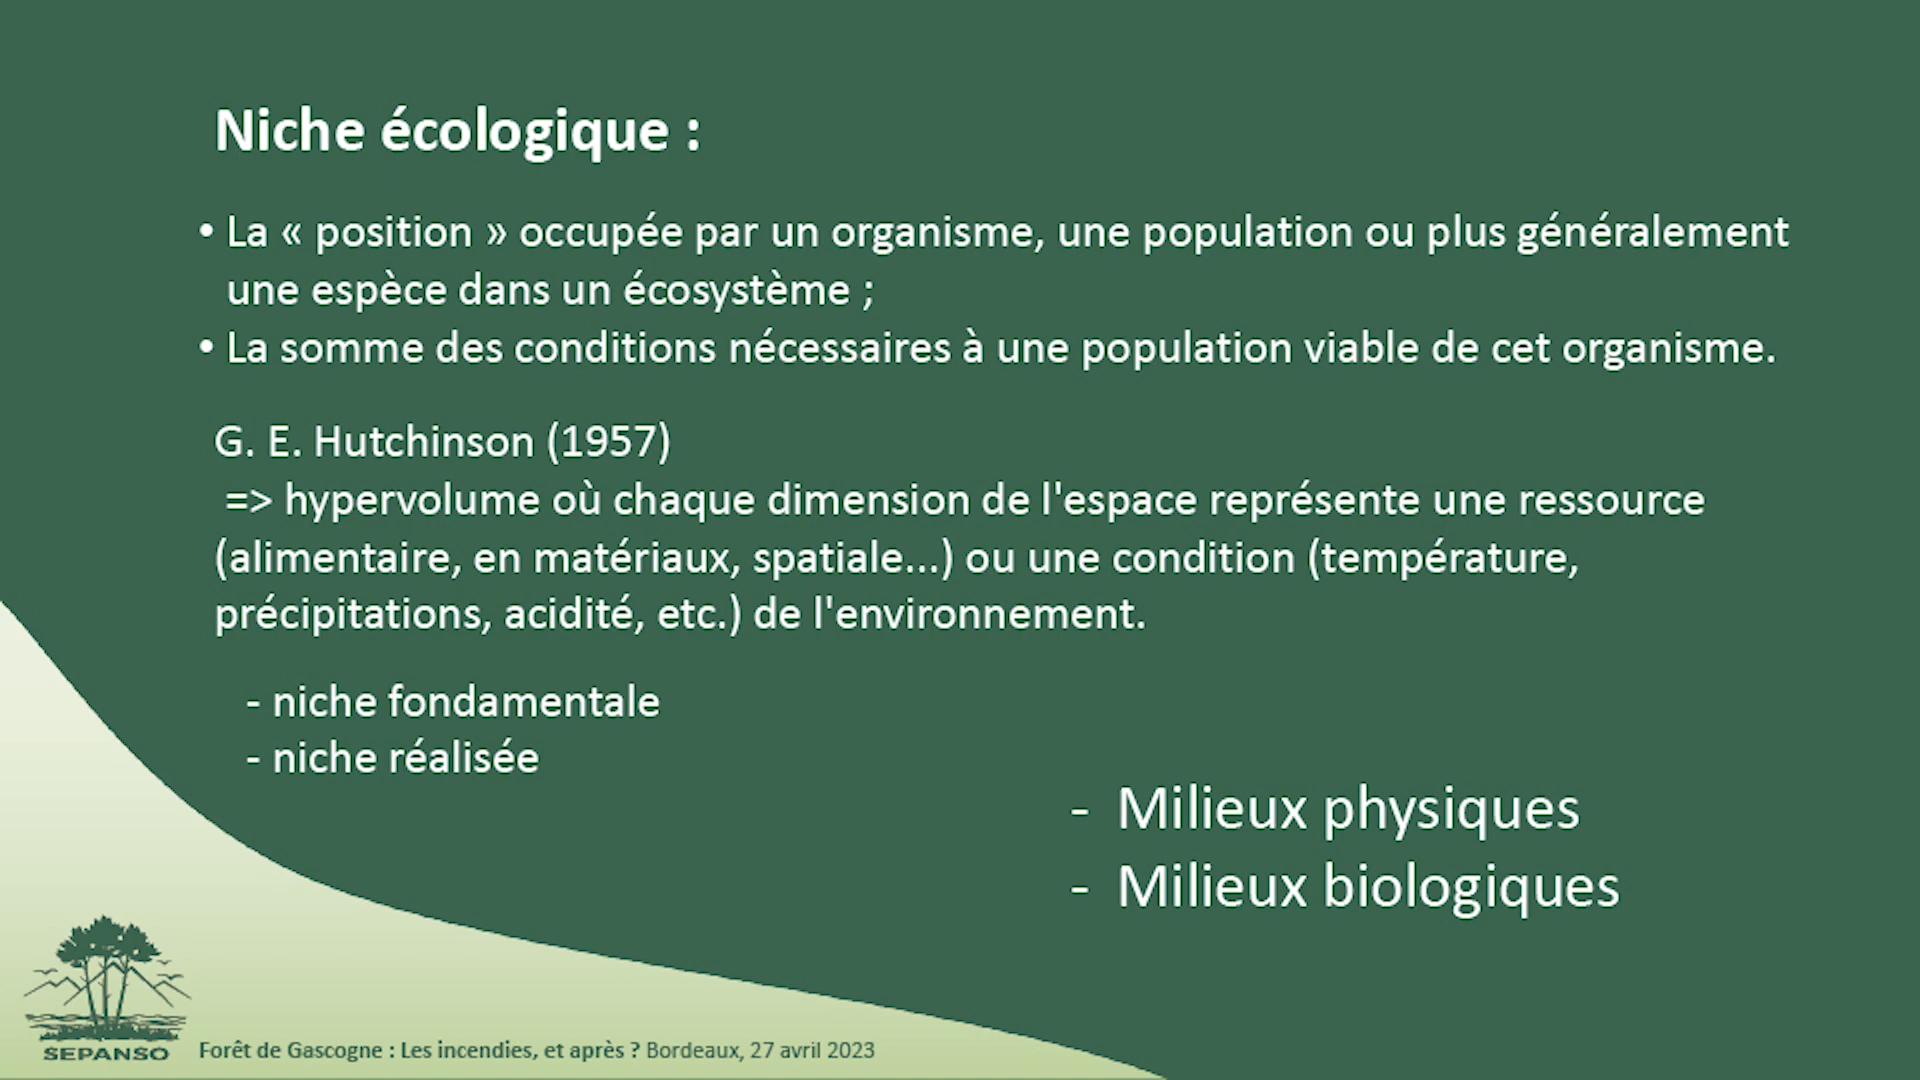 Niche écologique :
• La « position » occupée par un organisme, une population ou plus généralement
une espèce dans un écosystème ;
• La somme des conditions nécessaires à une population viable de cet organisme.
G. E. Hutchinson (1957)
=> hypervolume où chaque dimension de l'espace représente une ressource
(alimentaire, en matériaux, spatiale...) ou une condition (température,
précipitations, acidité, etc.) de l'environnement.
- niche fondamentale
- niche réalisée
- Milieux physiques
- Milieux biologiques
SEPANSO
Forêt de Gascogne : Les incendies, et après ? Bordeaux, 27 avril 2023